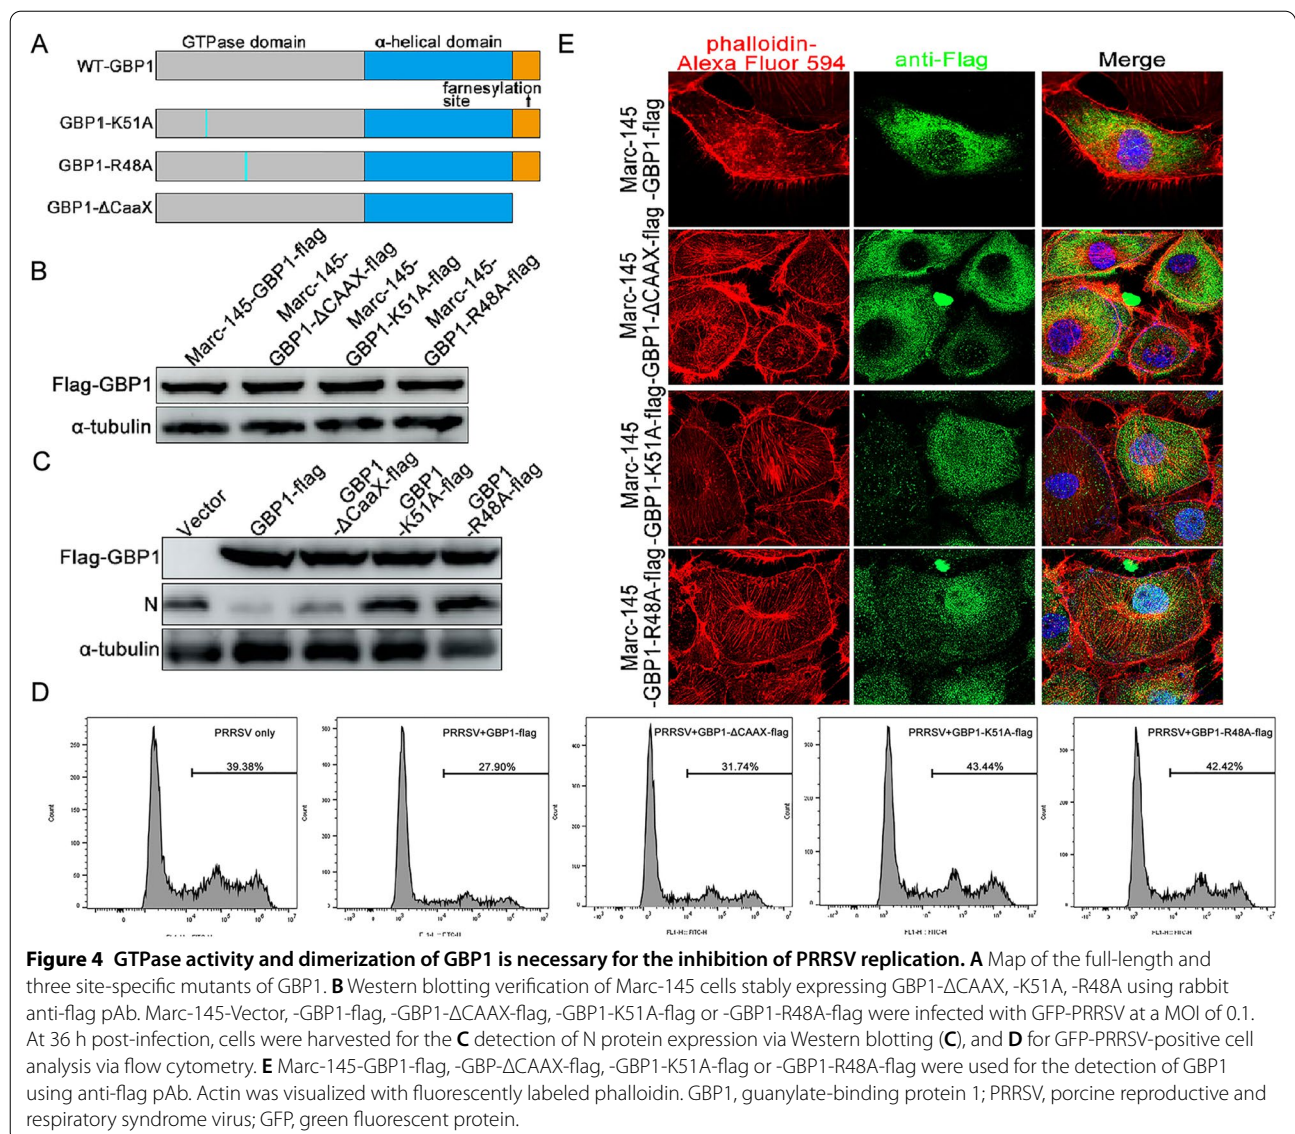 A
GTPase domain
α-helical domain
WT-GBP1
farnesylation
site
GBP1-K51A
GBP1-R48A
GBP1-ΔCaaX
B
Marc-145-GBP1-flag
Marc-145-
GBP1-ΔCAAX-flag
Marc-145-
GBP1-K51A-flag
Marc-145-
GBP1-R48A-flag
Flag-GBP1
α-tubulin
C
Vector
GBP1-flag
GBP1
-ΔCaaX-flag
GBP1
-K51A-flag
GBP1
-R48A-flag
Flag-GBP1
N
α-tubulin
E
phalloidin-
Alexa Fluor 594
anti-Flag
Merge
Marc-145
-GBP1-flag
Marc-145
-GBP1-ΔCAAX-flag
Marc-145
-GBP1-K51A-flag
Marc-145
-GBP1-R48A-flag
D
PRRSV only
39.38%
PRRSV+GBP1-flag
27.90%
PRRSV+GBP1-ΔCAAX-flag
31.74%
PRRSV+GBP1-K51A-flag
43.44%
PRRSV+GBP1-R48A-flag
42.42%
Figure 4 GTPase activity and dimerization of GBP1 is necessary for the inhibition of PRRSV replication. A Map of the full-length and
three site-specific mutants of GBP1. B Western blotting verification of Marc-145 cells stably expressing GBP1-ΔCAAX, -K51A, -R48A using rabbit
anti-flag pAb. Marc-145-Vector, -GBP1-flag, -GBP1-ΔCAAX-flag, -GBP1-K51A-flag or -GBP1-R48A-flag were infected with GFP-PRRSV at a MOI of 0.1.
At 36 h post-infection, cells were harvested for the C detection of N protein expression via Western blotting (C), and D for GFP-PRRSV-positive cell
analysis via flow cytometry. E Marc-145-GBP1-flag, -GBP-ΔCAAX-flag, -GBP1-K51A-flag or -GBP1-R48A-flag were used for the detection of GBP1
using anti-flag pAb. Actin was visualized with fluorescently labeled phalloidin. GBP1, guanylate-binding protein 1; PRRSV, porcine reproductive and
respiratory syndrome virus; GFP, green fluorescent protein.